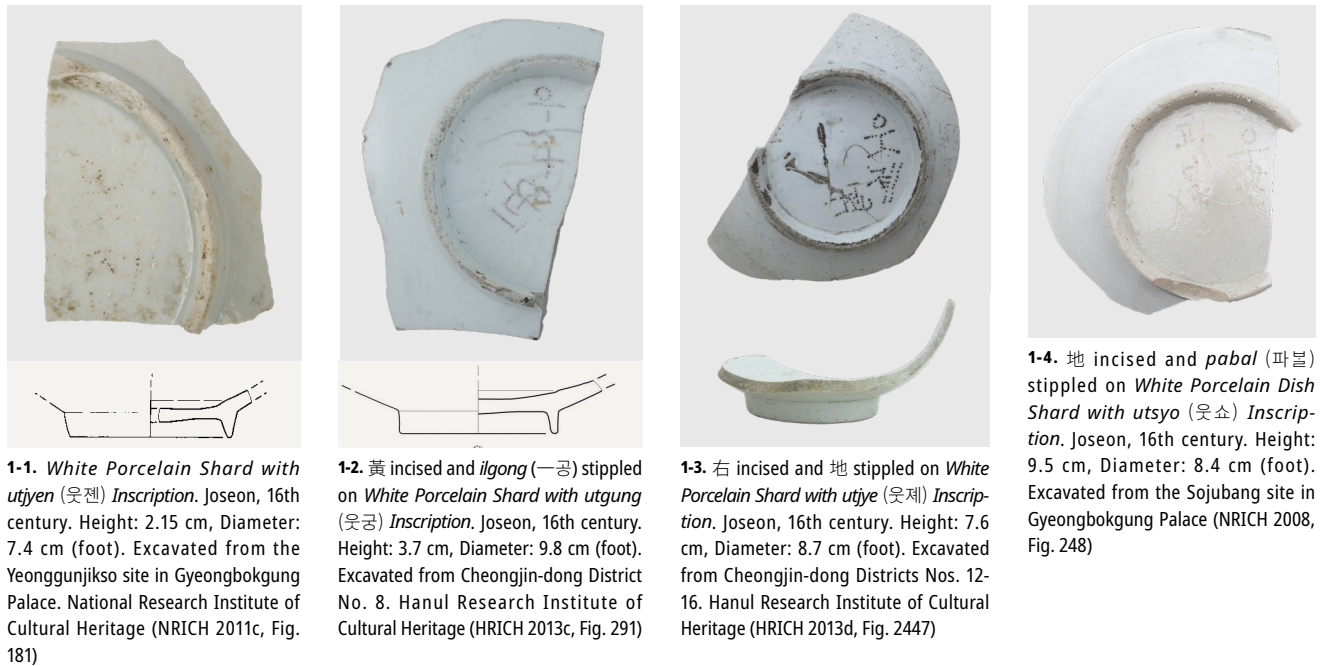 1-1. White Porcelain Shard with
utjyen (웃젠) Inscription. Joseon, 16th
century. Height: 2.15 cm, Diameter:
7.4 cm (foot). Excavated from the
Yeonggunjikso site in Gyeongbokgung
Palace. National Research Institute of
Cultural Heritage (NRICH 2011c, Fig.
181)
1-2. 黃 incised and ilgong (一공) stippled
on White Porcelain Shard with utgung
(웃궁) Inscription. Joseon, 16th century.
Height: 3.7 cm, Diameter: 9.8 cm (foot).
Excavated from Cheongjin-dong District
No. 8. Hanul Research Institute of
Cultural Heritage (HRICH 2013c, Fig. 291)
1-3. 右 incised and 地 stippled on White
Porcelain Shard with utjye (웃졔) Inscrip-
tion. Joseon, 16th century. Height: 7.6
cm, Diameter: 8.7 cm (foot). Excavated
from Cheongjin-dong Districts Nos. 12-
16. Hanul Research Institute of Cultural
Heritage (HRICH 2013d, Fig. 2447)
1-4. 地 incised and pabal (파블)
stippled on White Porcelain Dish
Shard with utsyo (웃쇼) Inscrip-
tion. Joseon, 16th century. Height:
9.5 cm, Diameter: 8.4 cm (foot).
Excavated from the Sojubang site in
Gyeongbokgung Palace (NRICH 2008,
Fig. 248)